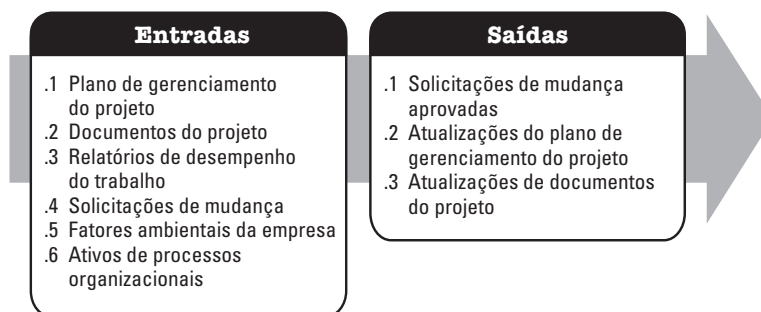 Entradas
.1 Plano de gerenciamento
do projeto
.2 Documentos do projeto
.3 Relatórios de desempenho
do trabalho
.4 Solicitações de mudança
.5 Fatores ambientais da empresa
.6 Ativos de processos
organizacionais
Saídas
.1 Solicitações de mudança
aprovadas
.2 Atualizações do plano de
gerenciamento do projeto
.3 Atualizações de documentos
do projeto